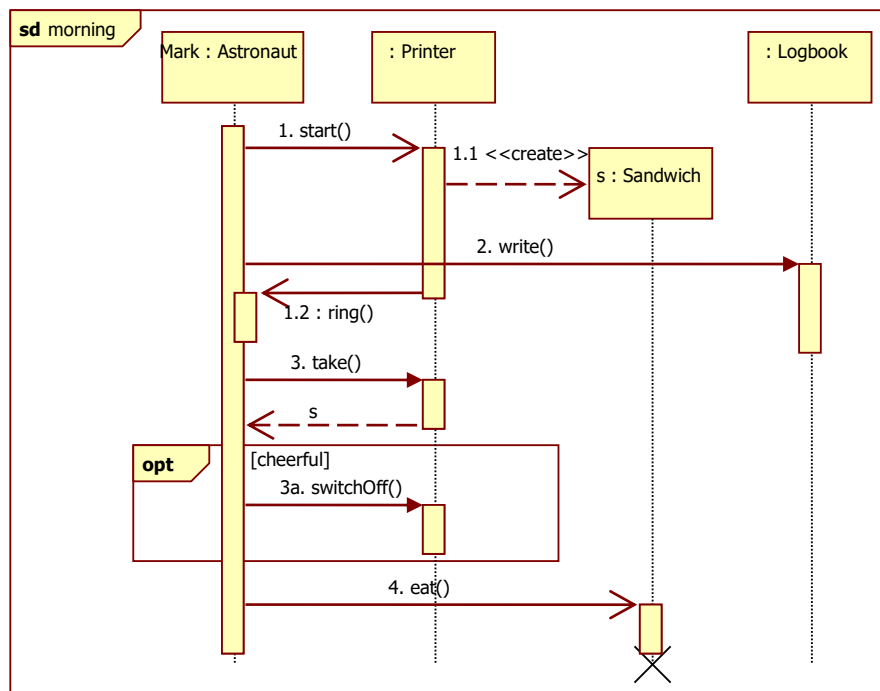 sd morning
Mark : Astronaut
: Printer
: Logbook
1. start()
1.1 <<create>>
s : Sandwich
2. write()
1.2 : ring()
3. take()
s
opt
[cheerful]
3a. switchOff()
4. eat()